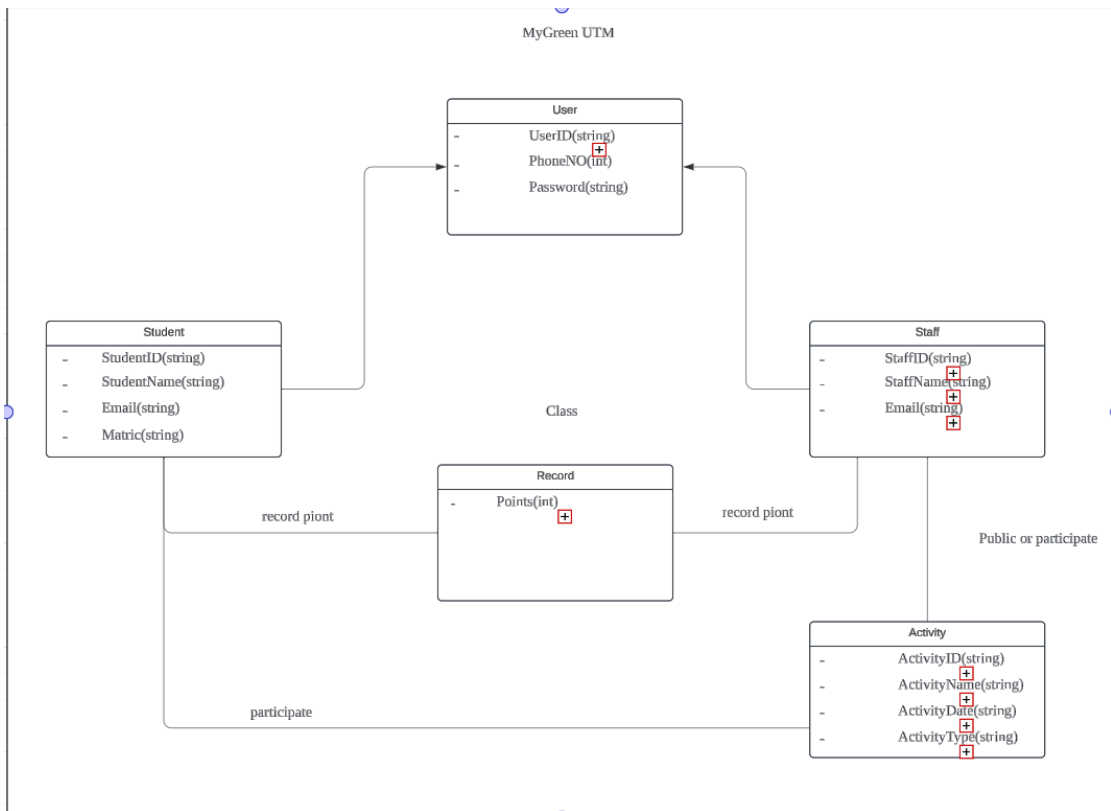 MyGreen UTM
User
- UserID(string)
- PhoneNO(int)
- Password(string)
Student
- StudentID(string)
- StudentName(string)
- Email(string)
- Matric(string)
Staff
- StaffID(string)
- StaffName(string)
- Email(string)
Class
Record
- Points(int)
record piont
record piont
Public or participate
Activity
- ActivityID(string)
- ActivityName(string)
- ActivityDate(string)
- ActivityType(string)
participate